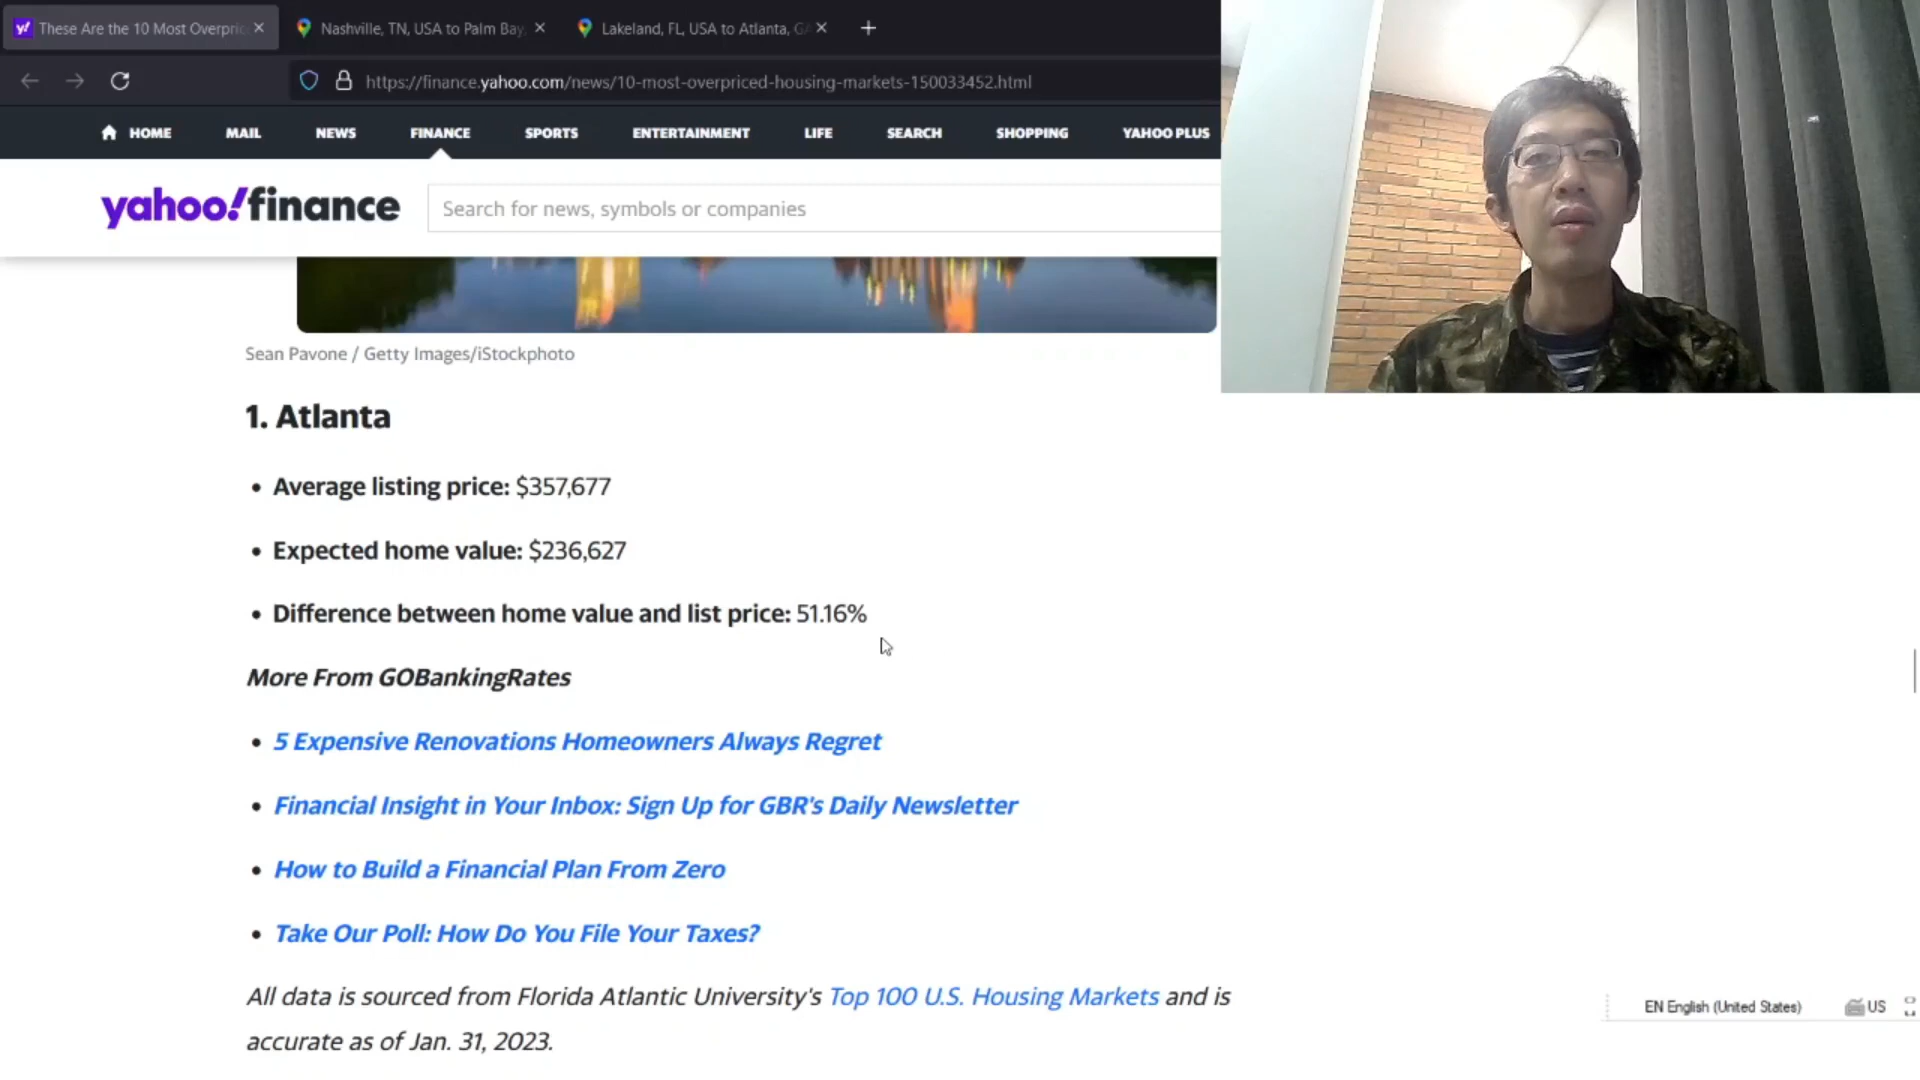 These Are the 10 Most Overpric
Nashville, TN, USA to Palm Bay,
Lakeland, FL, USA to Atlanta, GA
https://finance.yahoo.com/news/10-most-overpriced-housing-markets-150033452.html
HOME MAIL NEWS FINANCE SPORTS ENTERTAINMENT LIFE SEARCH SHOPPING YAHOO PLUS
yahoo!finance
Search for news, symbols or companies
Sean Pavone / Getty Images/iStockphoto
1. Atlanta
• Average listing price: $357,677
• Expected home value: $236,627
• Difference between home value and list price: 51.16%
More From GOBankingRates
• 5 Expensive Renovations Homeowners Always Regret
• Financial Insight in Your Inbox: Sign Up for GBR's Daily Newsletter
• How to Build a Financial Plan From Zero
• Take Our Poll: How Do You File Your Taxes?
All data is sourced from Florida Atlantic University's Top 100 U.S. Housing Markets and is
accurate as of Jan. 31, 2023.
EN English (United States) US